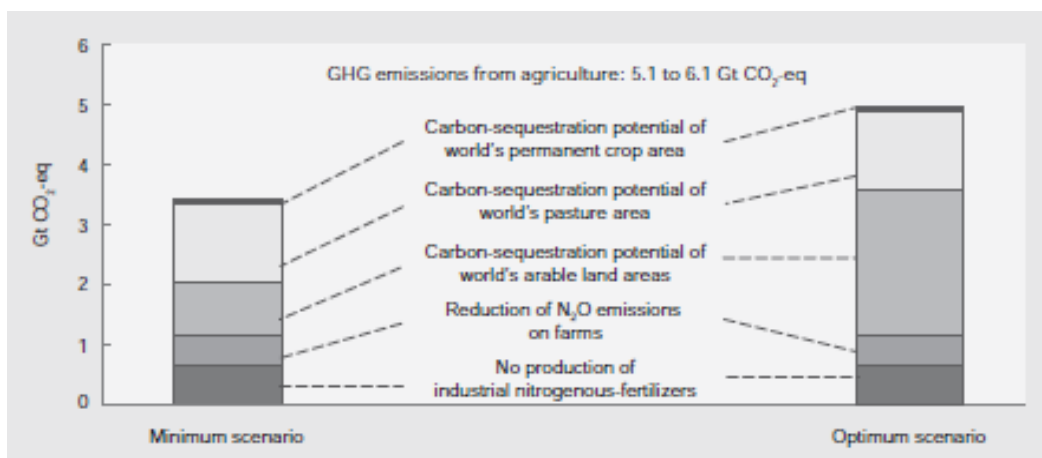 6
GHG emissions from agriculture: 5.1 to 6.1 Gt CO₂-eq
5
Carbon-sequestration potential of
world's permanent crop area
4
Carbon-sequestration potential of
world's pasture area
Gt CO₂-eq
3
Carbon-sequestration potential of
world's arable land areas
2
Reduction of N₂O emissions
on farms
1
No production of
industrial nitrogenous-fertilizers
0
Minimum scenario
Optimum scenario